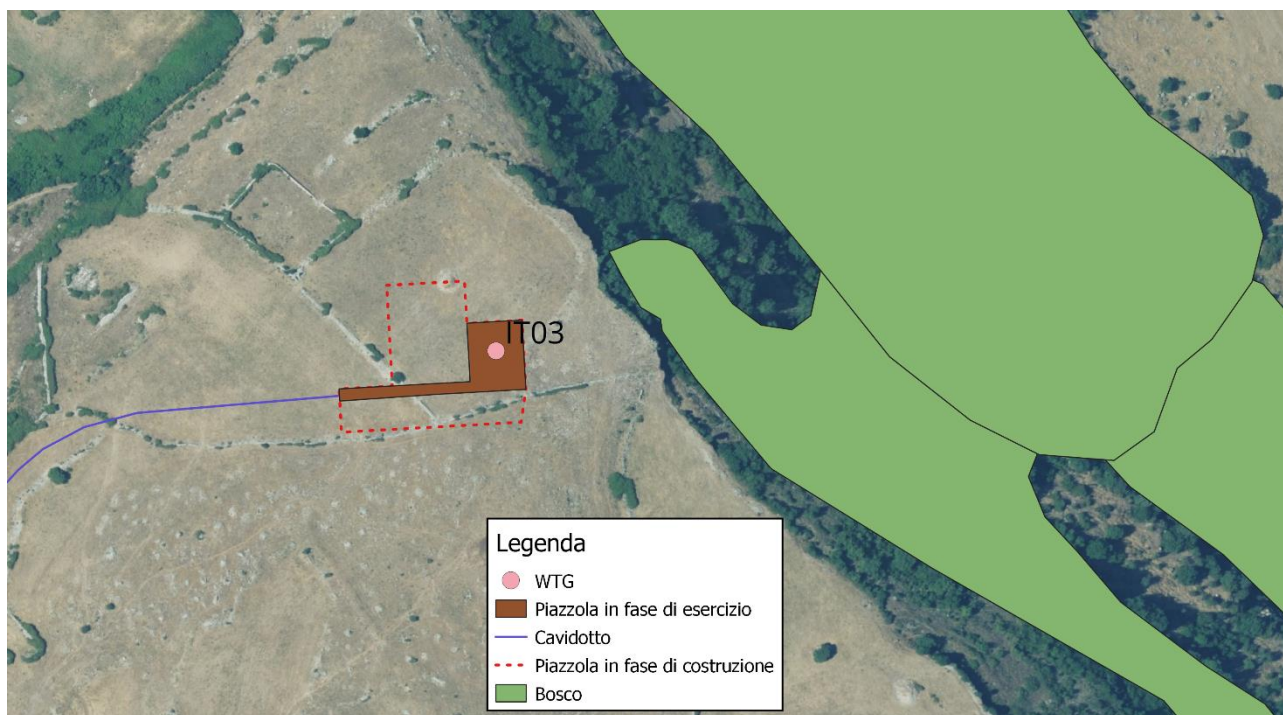 IT03
Legenda
WTG
Piazzola in fase di esercizio
Cavidotto
Piazzola in fase di costruzione
Bosco